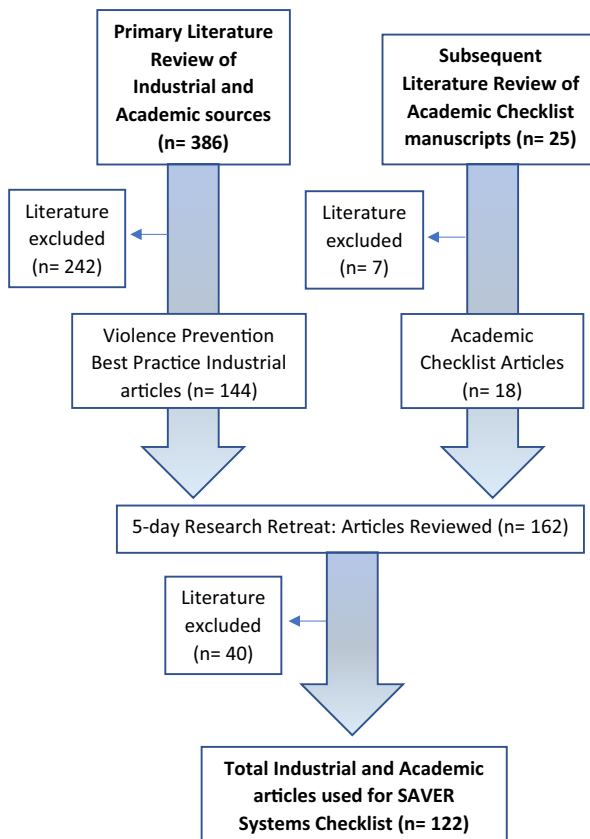 Primary Literature
Review of
Industrial and
Academic sources
(n= 386)
Subsequent
Literature Review of
Academic Checklist
manuscripts (n= 25)
Literature
excluded
(n= 242)
Literature
excluded
(n= 7)
Violence Prevention
Best Practice Industrial
articles (n= 144)
Academic
Checklist Articles
(n= 18)
5-day Research Retreat: Articles Reviewed (n= 162)
Literature
excluded
(n= 40)
Total Industrial and Academic
articles used for SAVER
Systems Checklist (n= 122)